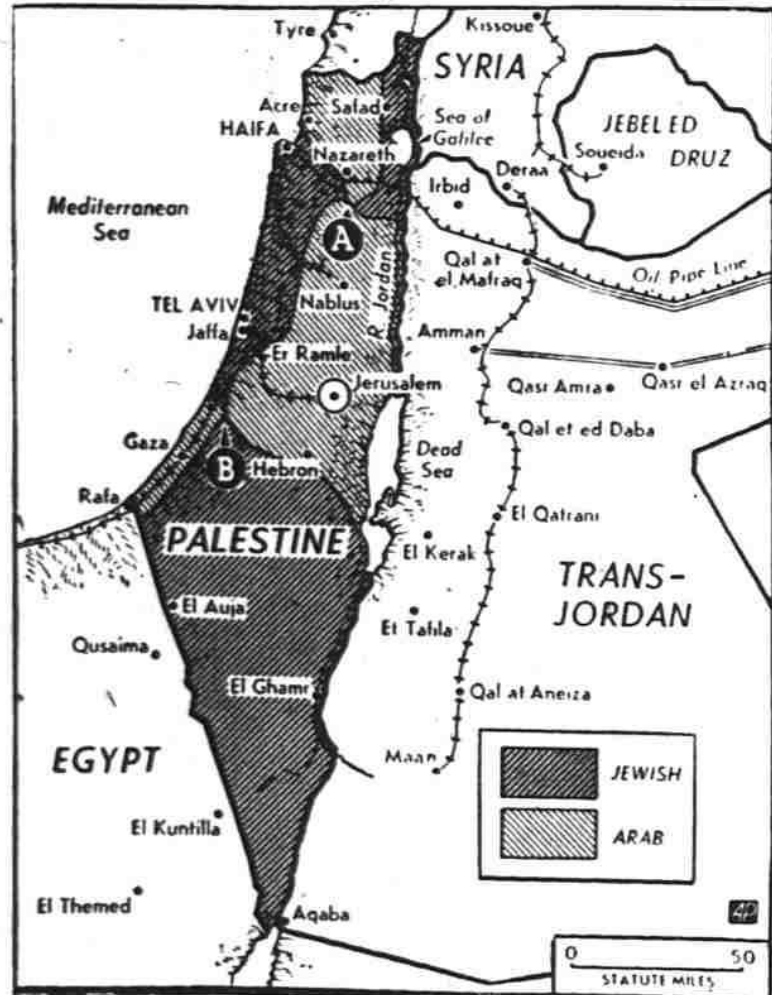 Tyre
Kissoue
SYRIA
Acre
Safad
Sea of
Galilee
HAIFA
JEBEL ED
DRUZ
Soueida
Nazareth
Deraa
Irbid
Mediterranean
Sea
A
Qal at
el Mafraq
Oil Pipe Line
Nablus
R. Jordan
TEL AVIV
Jaffa
Amman
Er Ramle
Jerusalem
Qasr Amra
Qasr el Azraq
Qal et ed Daba
Gaza
B
Hebron
Dead
Sea
Rafa
El Qatrani
PALESTINE
El Kerak
TRANS-
JORDAN
El Auja
Et Tafila
Qusaima
El Ghamr
Qal at Aneiza
EGYPT
Maan
JEWISH
El Kuntilla
ARAB
El Themed
Aqaba
AP
0 50
STATUTE MILES